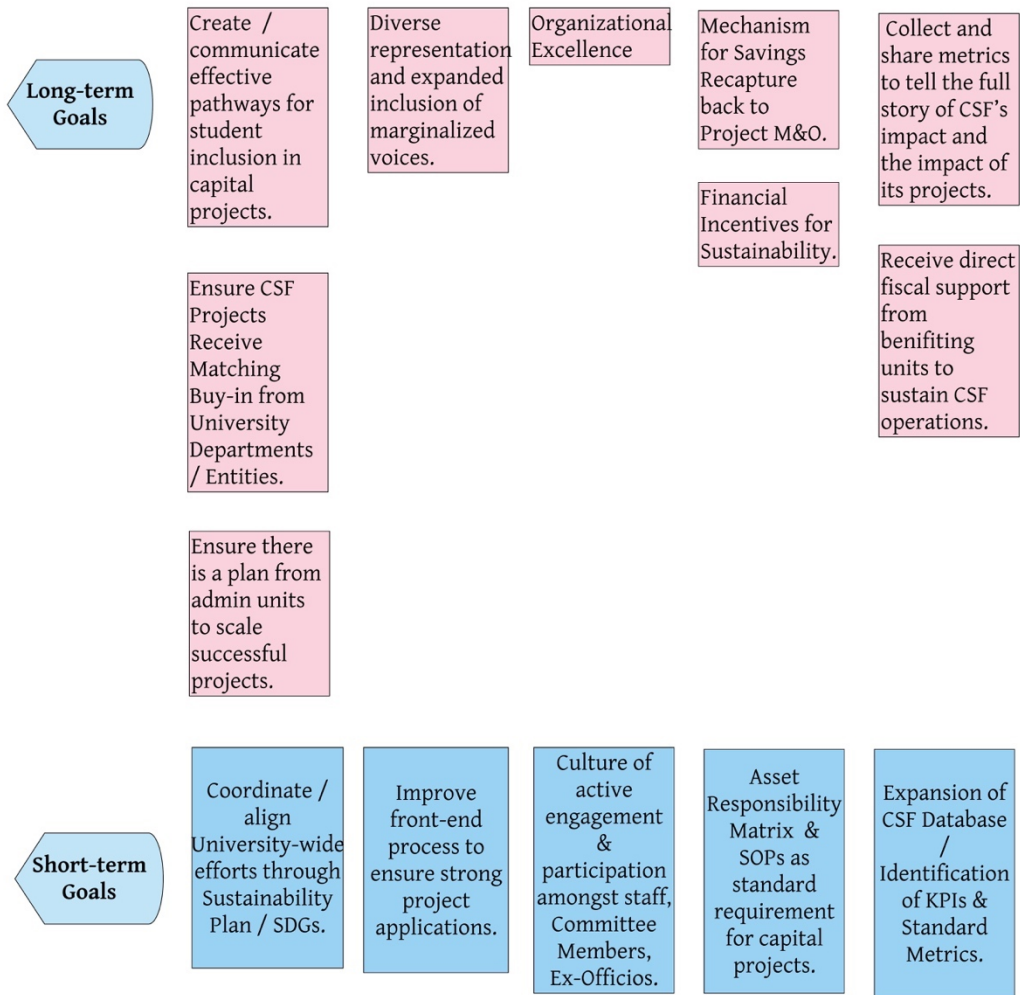 Long-term
Goals
Create /
communicate
effective
pathways for
student
inclusion in
capital
projects.
Diverse
representation
and expanded
inclusion of
marginalized
voices.
Organizational
Excellence
Mechanism
for Savings
Recapture
back to
Project M&O.
Collect and
share metrics
to tell the full
story of CSF's
impact and
the impact of
its projects.
Financial
Incentives for
Sustainability.
Ensure CSF
Projects
Receive
Matching
Buy-in from
University
Departments
/ Entities.
Receive direct
fiscal support
from
benifiting
units to
sustain CSF
operations.
Ensure there
is a plan from
admin units
to scale
successful
projects.
Short-term
Goals
Coordinate /
align
University-wide
efforts through
Sustainability
Plan / SDGs.
Improve
front-end
process to
ensure strong
project
applications.
Culture of
active
engagement
&
participation
amongst staff,
Committee
Members,
Ex-Officios.
Asset
Responsibility
Matrix &
SOPs as
standard
requirement
for capital
projects.
Expansion of
CSF Database
/
Identification
of KPIs &
Standard
Metrics.